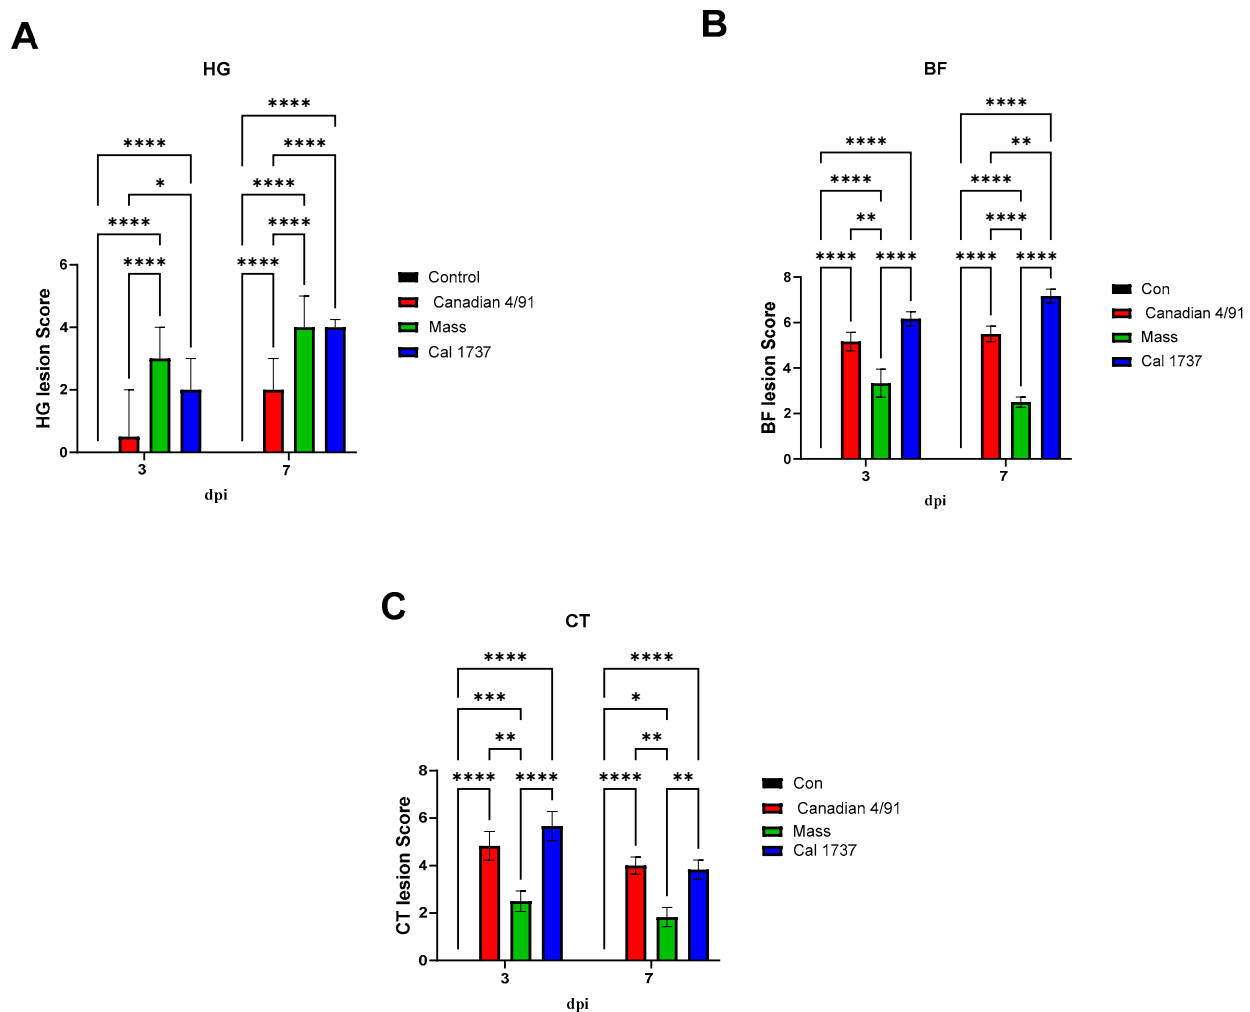 A
HG
****
****
****
****
*
****
****
****
****
****
****
6
4
2
0
HG lesion Score
3
7
dpi
Control
Canadian 4/91
Mass
Cal 1737
B
BF
****
****
**
****
****
**
****
****
****
****
****
8
6
4
2
0
BF lesion Score
3
7
dpi
Con
Canadian 4/91
Mass
Cal 1737
C
CT
****
****
***
*
**
**
****
****
****
**
8
6
4
2
0
CT lesion Score
3
7
dpi
Con
Canadian 4/91
Mass
Cal 1737